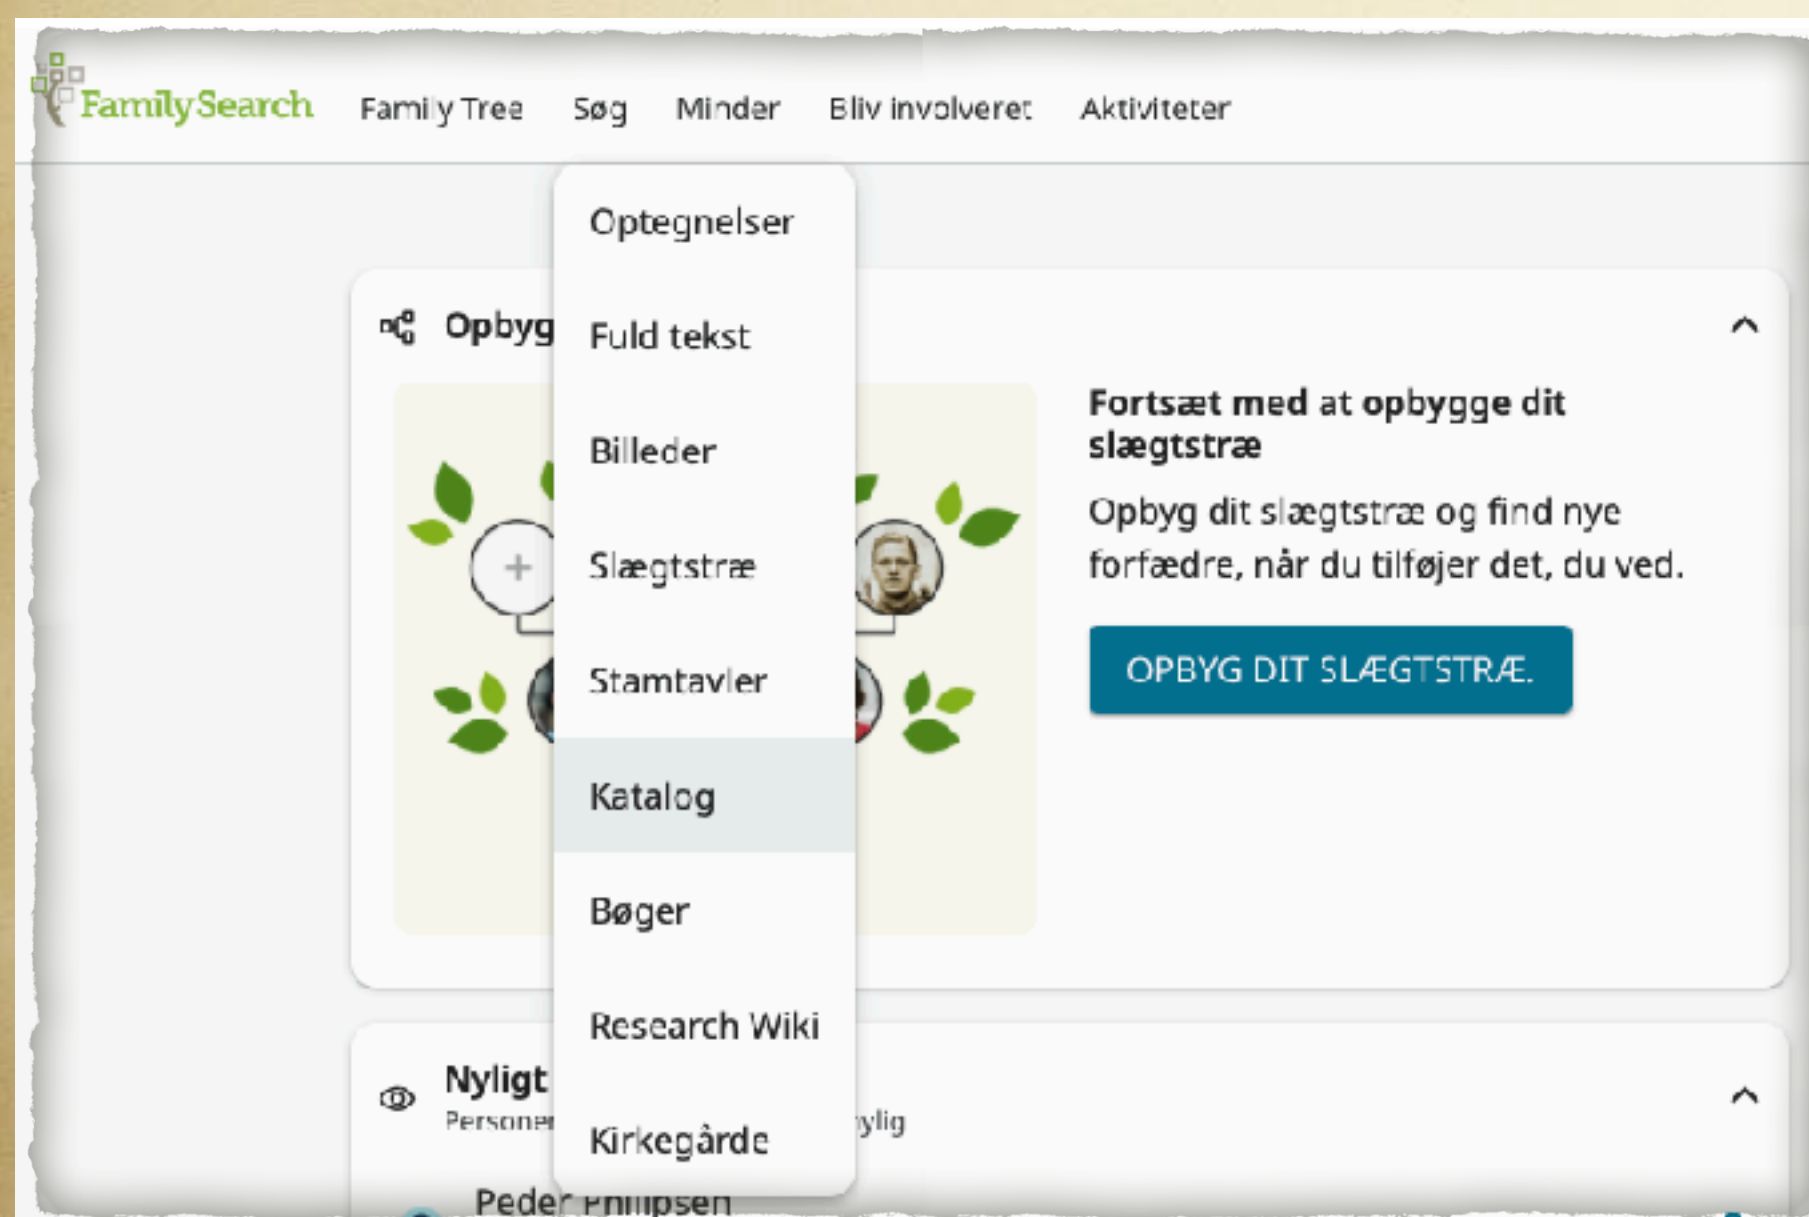 FamilySearch Family Tree Søg Minder Bliv involveret Aktiviteter
Optegnelser
Fuld tekst
Billeder
Slægtstræ
Stamtavler
Katalog
Bøger
Research Wiki
Kirkegårde
Opbyg
Fortsæt med at opbygge dit
slægtstræ
Opbyg dit slægtstræ og find nye
forfædre, når du tilføjer det, du ved.
OPBYG DIT SLÆGTSTRÆ.
Nyligt
Peder Philipsen